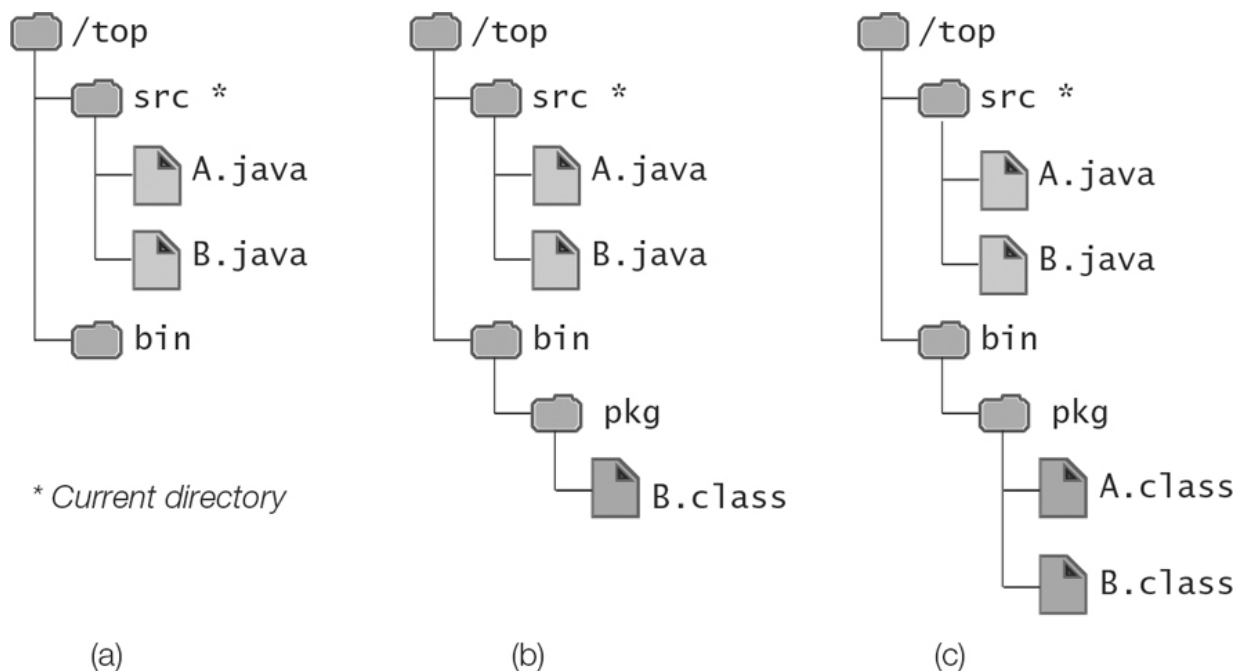 /top
src *
A.java
B.java
bin
* Current directory
(a)
/top
src *
A.java
B.java
bin
pkg
B.class
(b)
/top
src *
A.java
B.java
bin
pkg
A.class
B.class
(c)